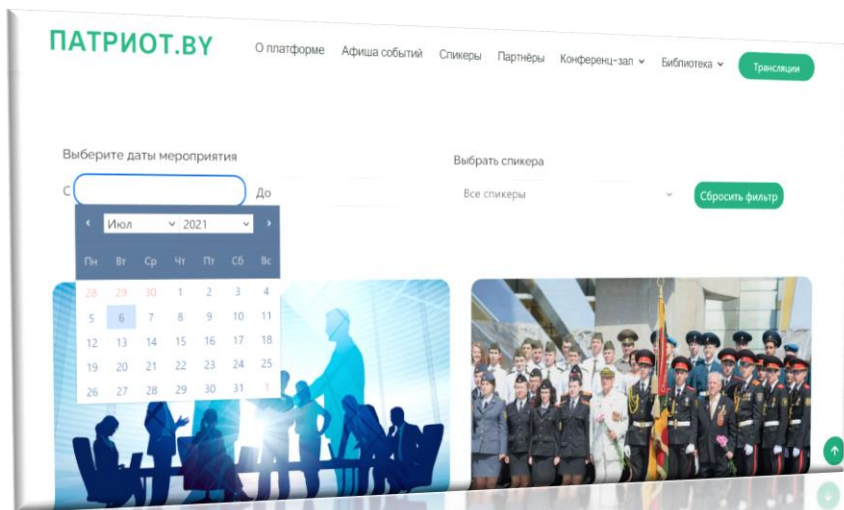 ПАТРИОТ.BY
О платформе Афиша событий Спикеры Партнёры Конференц-зал Библиотека Трансляции
Выберите даты мероприятия
Выбрать спикера
С До
Все спикеры
Сбросить фильтр
Июл 2021
Пн Вт Ср Чт Пт Сб Вс
28 29 30 1 2 3 4
5 6 7 8 9 10 11
12 13 14 15 16 17 18
19 20 21 22 23 24 25
26 27 28 29 30 31 1